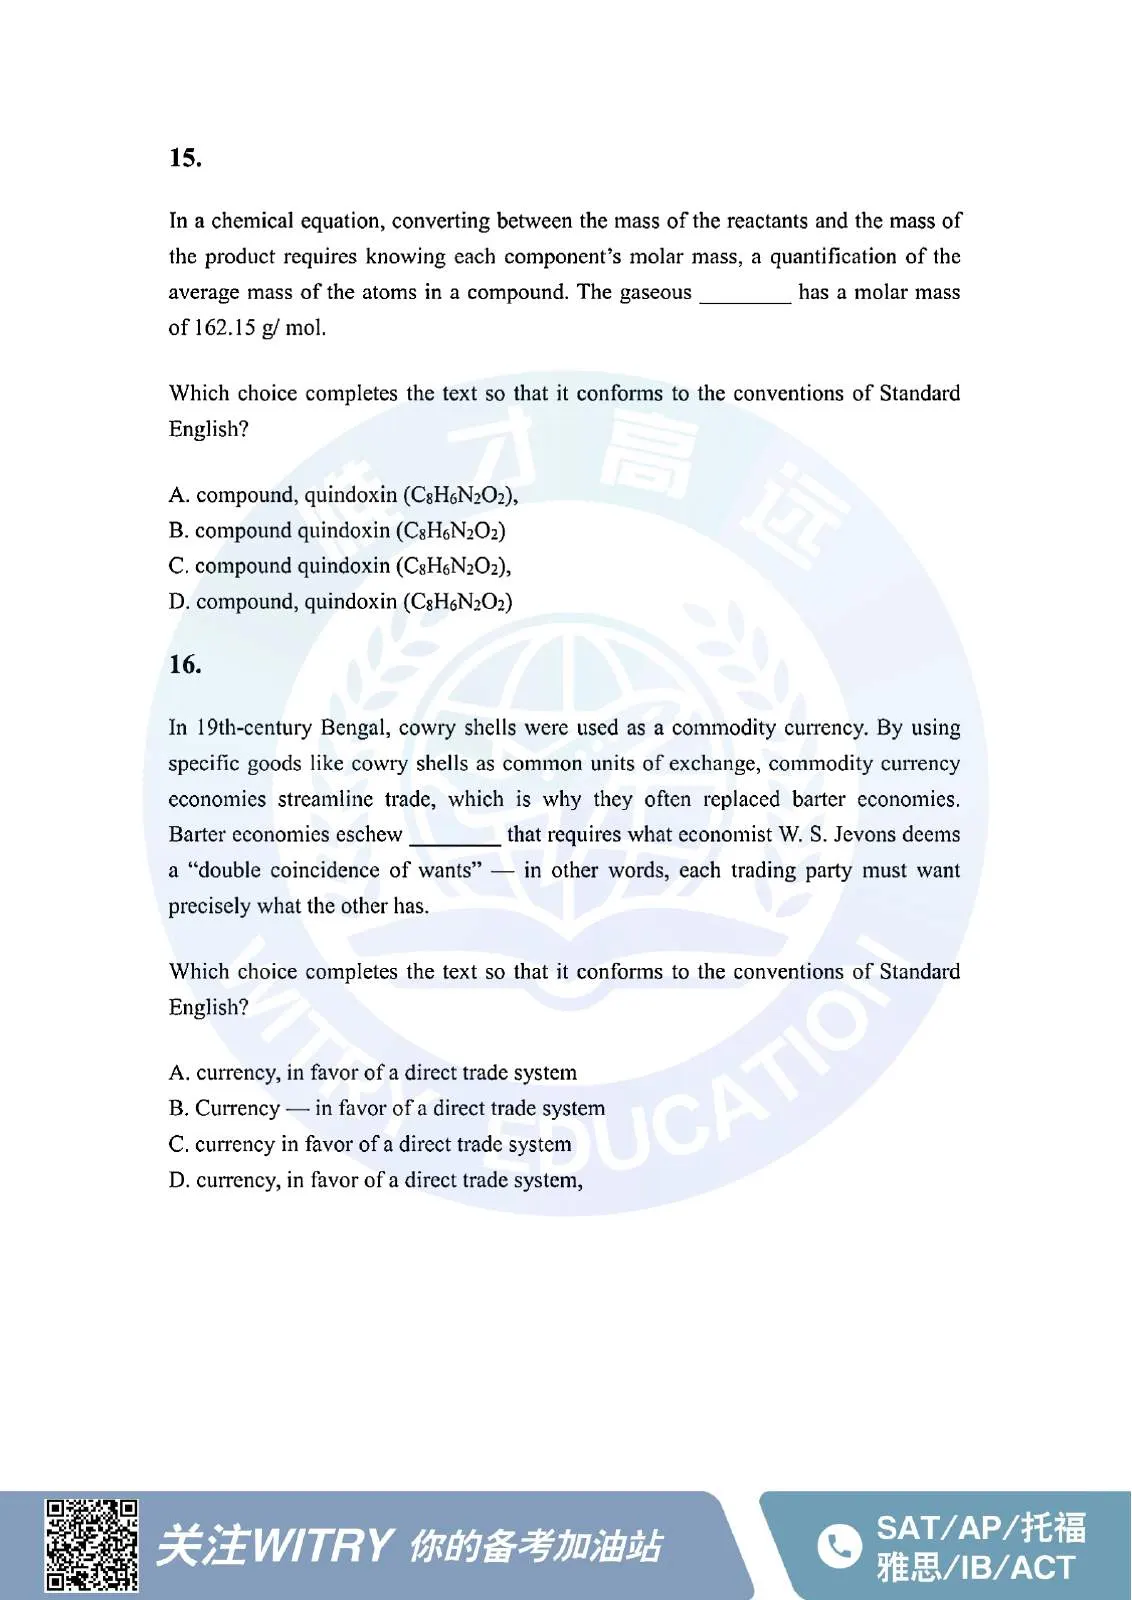 15.
In a chemical equation, converting between the mass of the reactants and the mass of
the product requires knowing each component’s molar mass, a quantification of the
average mass of the atoms in a compound. The gaseous ________ has a molar mass
of 162.15 g/ mol.
Which choice completes the text so that it conforms to the conventions of Standard
English?
A. compound, quindoxin (C₈H₆N₂O₂),
B. compound quindoxin (C₈H₆N₂O₂)
C. compound quindoxin (C₈H₆N₂O₂),
D. compound, quindoxin (C₈H₆N₂O₂)
16.
In 19th-century Bengal, cowry shells were used as a commodity currency. By using
specific goods like cowry shells as common units of exchange, commodity currency
economies streamline trade, which is why they often replaced barter economies.
Barter economies eschew ________ that requires what economist W. S. Jevons deems
a “double coincidence of wants” — in other words, each trading party must want
precisely what the other has.
Which choice completes the text so that it conforms to the conventions of Standard
English?
A. currency, in favor of a direct trade system
B. Currency — in favor of a direct trade system
C. currency in favor of a direct trade system
D. currency, in favor of a direct trade system,
惟才高远
WITRY EDUCATION
关注WITRY 你的备考加油站
SAT/AP/托福
雅思/IB/ACT